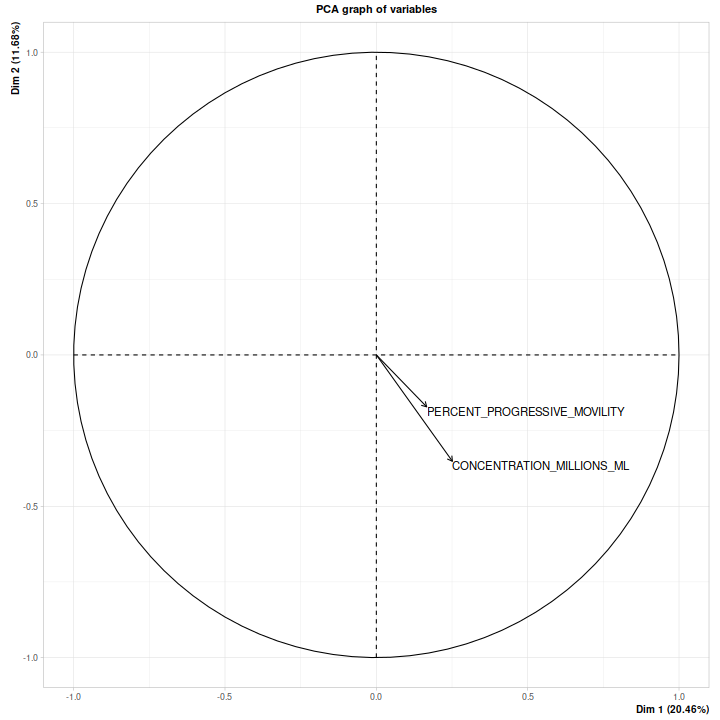 PCA graph of variables
Dim 2 (11.68%)
1.0
0.5
0.0
-0.5
-1.0
PERCENT_PROGRESSIVE_MOVILITY
CONCENTRATION_MILLIONS_ML
-1.0
-0.5
0.0
0.5
1.0
Dim 1 (20.46%)